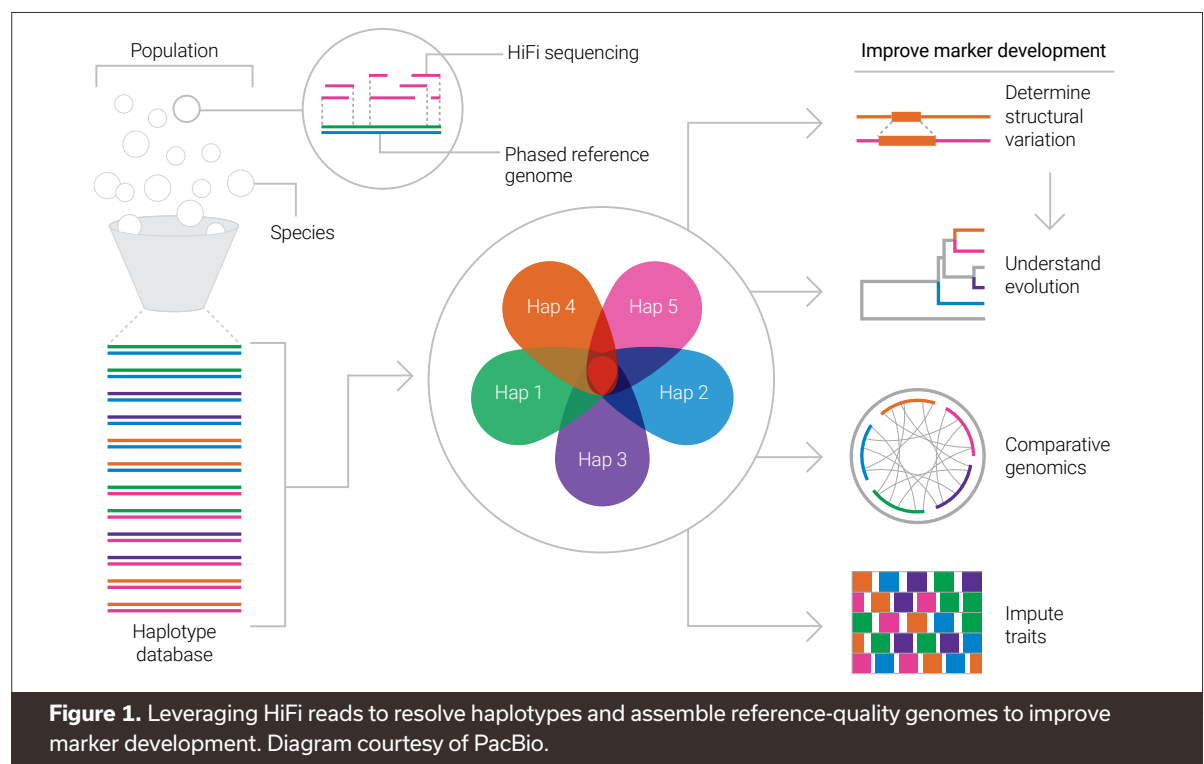 Population
HiFi sequencing
Phased reference
genome
Species
Haplotype
database
Hap 4
Hap 5
Hap 1
Hap 2
Hap 3
Improve marker development
Determine
structural
variation
Understand
evolution
Comparative
genomics
Impute
traits
Figure 1. Leveraging HiFi reads to resolve haplotypes and assemble reference-quality genomes to improve
marker development. Diagram courtesy of PacBio.